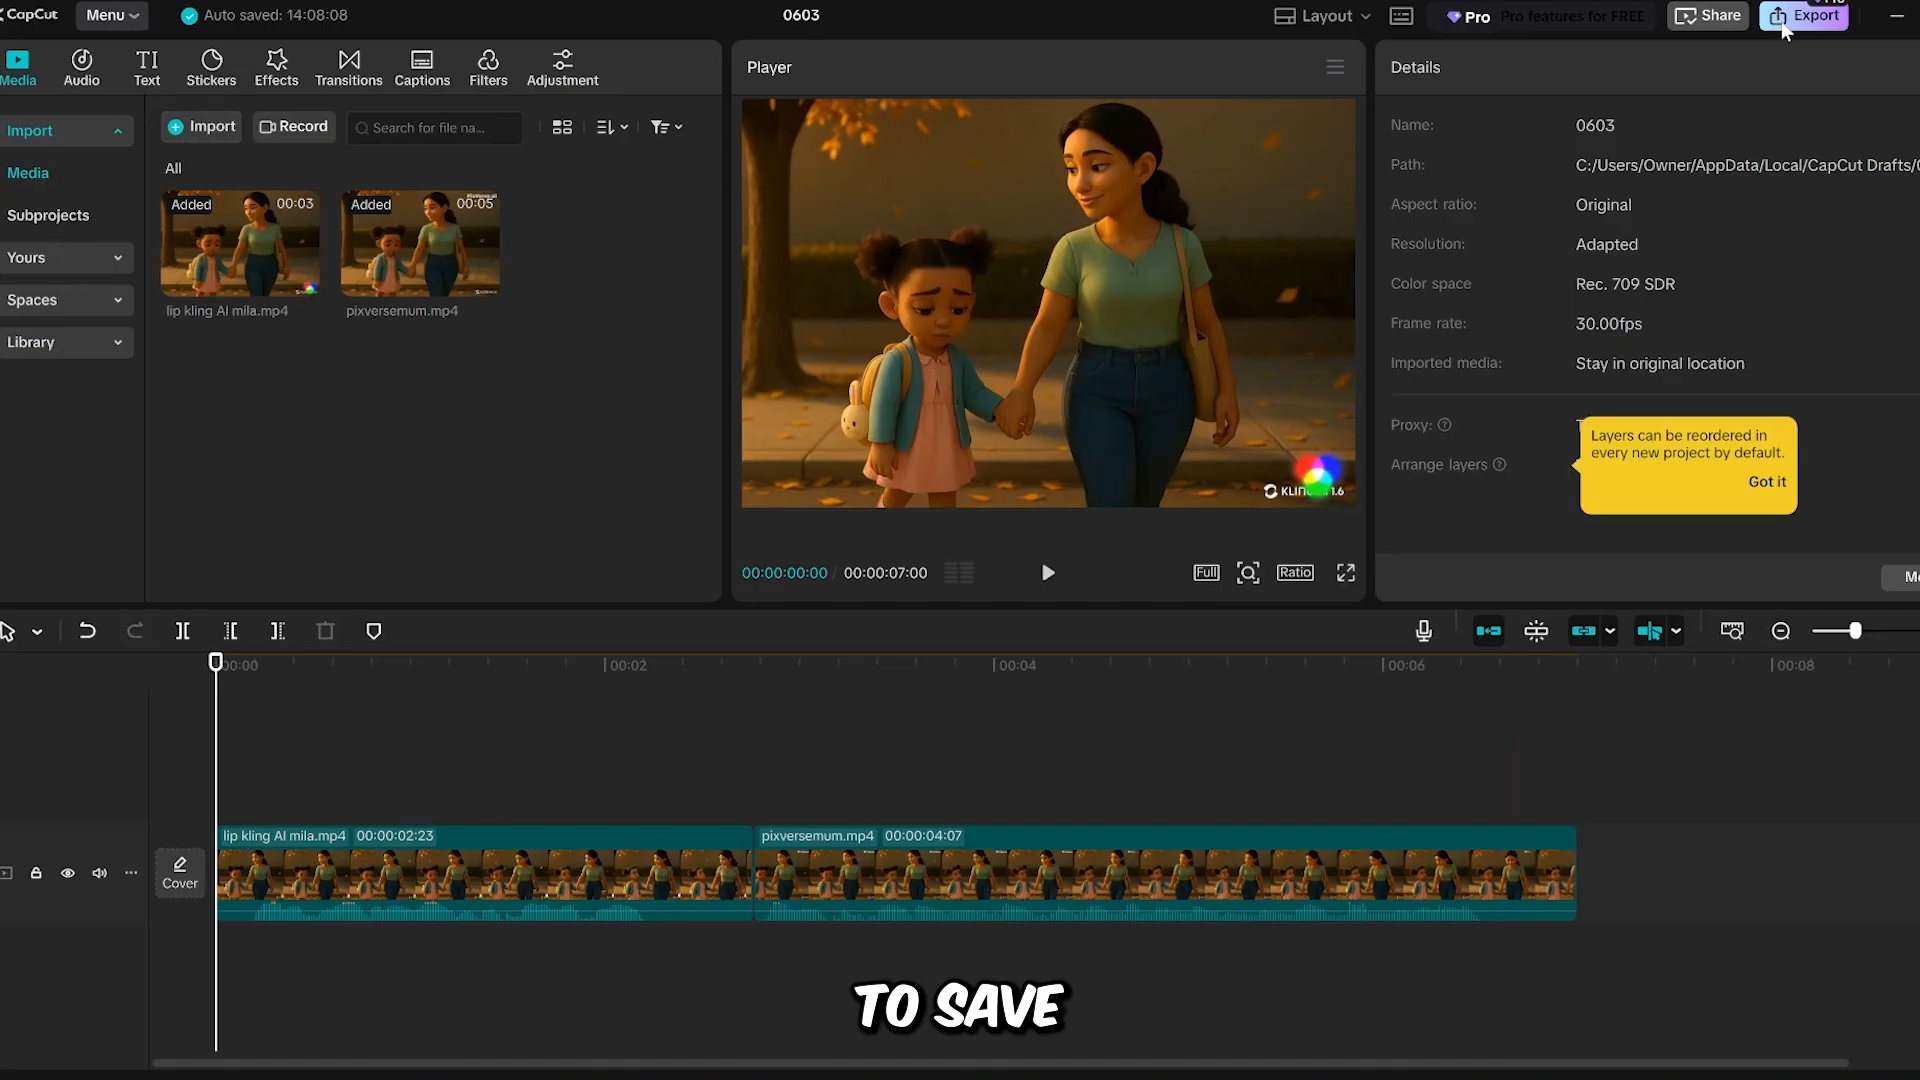 CapCut
Menu
Auto saved: 14:08:08
0603
Layout
Pro
Pro features for FREE
Share
Export
Media
Audio
Text
Stickers
Effects
Transitions
Captions
Filters
Adjustment
Import
Media
Subprojects
Yours
Spaces
Library
Import
Record
Search for file na...
All
Added
00:03
Added
00:05
lip kling AI mila.mp4
pixversemum.mp4
Player
00:00:00:00 / 00:00:07:00
Full
Ratio
Details
Name: 0603
Path: C:/Users/Owner/AppData/Local/CapCut Drafts/
Aspect ratio: Original
Resolution: Adapted
Color space Rec. 709 SDR
Frame rate: 30.00fps
Imported media: Stay in original location
Proxy:
Arrange layers
Layers can be reordered in
every new project by default.
Got it
00:00
00:02
00:04
00:06
00:08
Cover
lip kling AI mila.mp4 00:00:02:23
pixversemum.mp4 00:00:04:07
TO SAVE